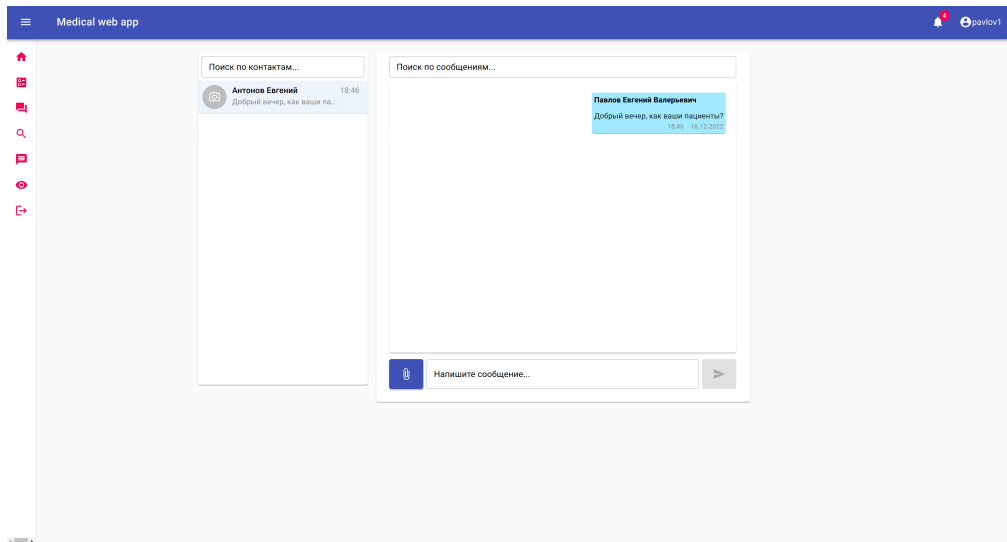 Medical web app
4
pavlov1
Поиск по контактам...
Антонов Евгений 18:46
Добрый вечер, как ваши па...
Поиск по сообщениям...
Павлов Евгений Валерьевич
Добрый вечер, как ваши пациенты?
18:46 16.12.2022
Напишите сообщение...